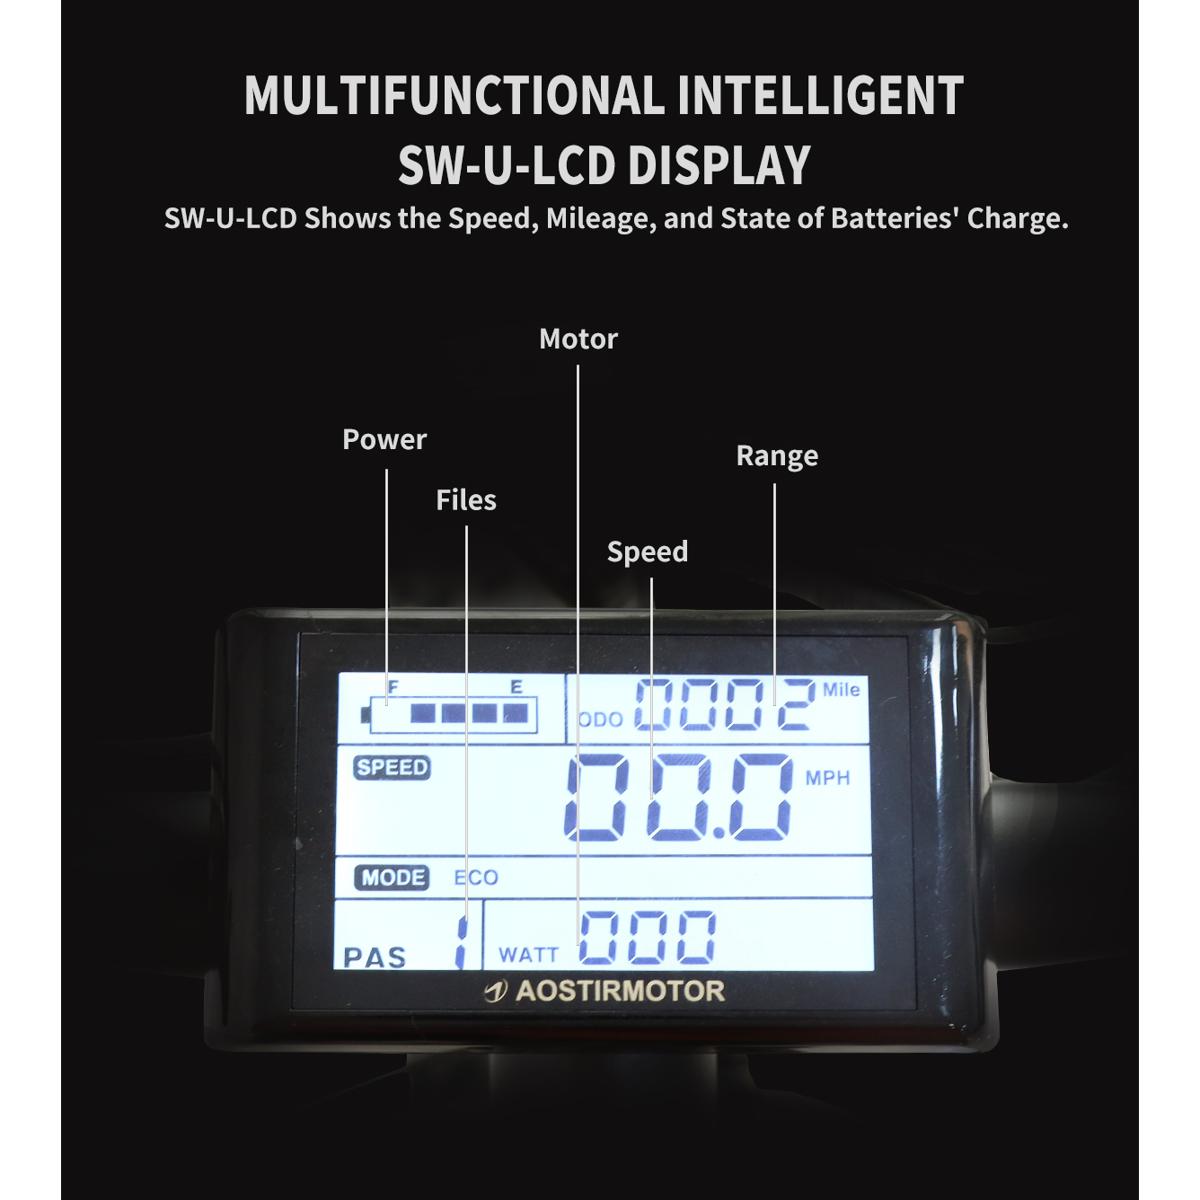 MULTIFUNCTIONAL INTELLIGENT
SW-U-LCD DISPLAY
SW-U-LCD Shows the Speed, Mileage, and State of Batteries' Charge.
Motor
Power
Range
Files
Speed
F E
ODO 0002 Mile
SPEED 00.0 MPH
MODE ECO
PAS 1 WATT 000
AOSTIRMOTOR